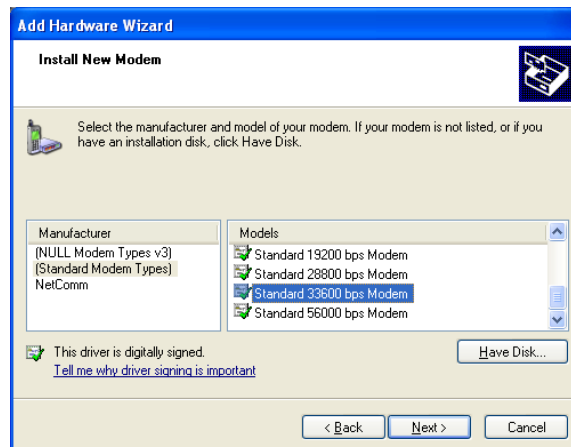 Add Hardware Wizard
Install New Modem
Select the manufacturer and model of your modem. If your modem is not listed, or if you
have an installation disk, click Have Disk.
Manufacturer
(NULL Modem Types v3)
(Standard Modem Types)
NetComm
Models
Standard 19200 bps Modem
Standard 28800 bps Modem
Standard 33600 bps Modem
Standard 56000 bps Modem
This driver is digitally signed.
Tell me why driver signing is important
Have Disk...
< Back
Next >
Cancel